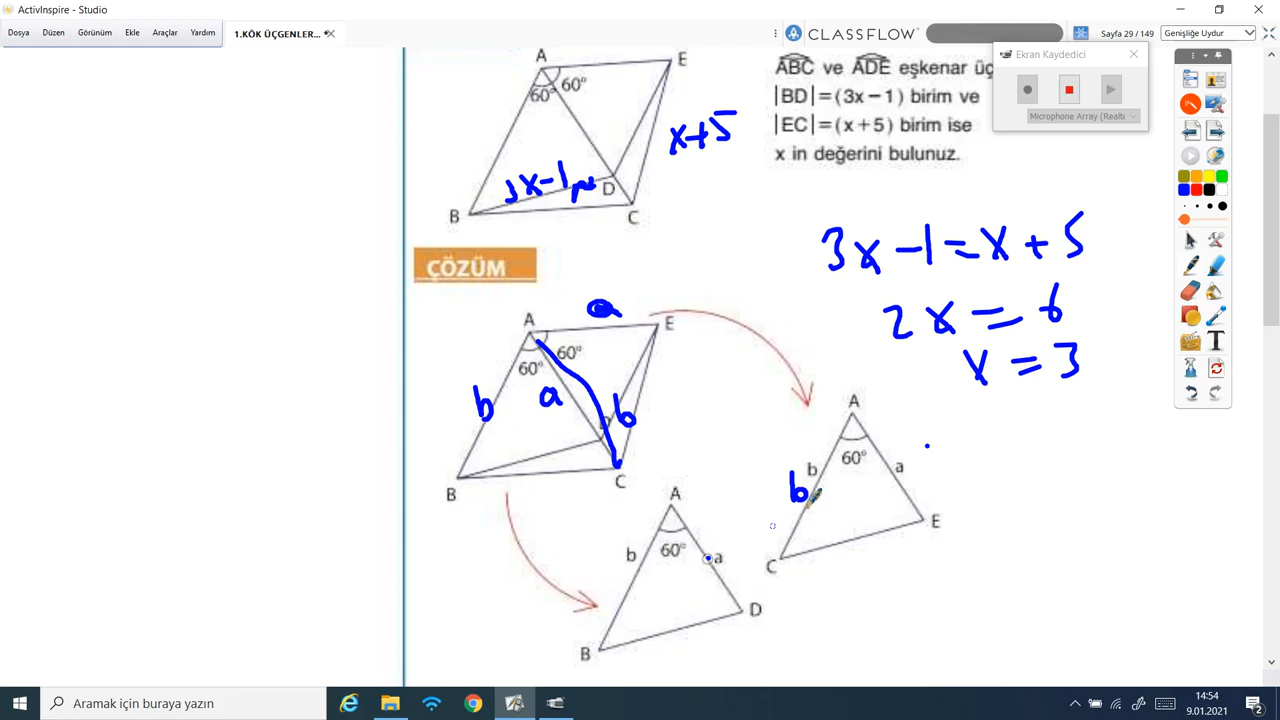 ActivInspire - Studio
Dosya Düzen Görünüm Ekle Araçlar Yardım
1.KÖK ÜÇGENLER...*
CLASSFLOW
Sayfa 29 / 149
Genişliğe Uydur
Ekran Kaydedici
Microphone Array (Realt
A
E
60°
60°
B
D
C
3x-1
x+5
ABC ve ADE eşkenar üç
|BD|=(3x−1) birim ve
|EC|=(x+5) birim ise
x in değerini bulunuz.
3x-1=x+5
2x=6
x=3
ÇÖZÜM
a
A
E
60°
60°
b
a
b
B
C
A
b
60°
a
B
D
A
b
60°
a
b
C
E
T
Aramak için buraya yazın
14:54
9.01.2021
2